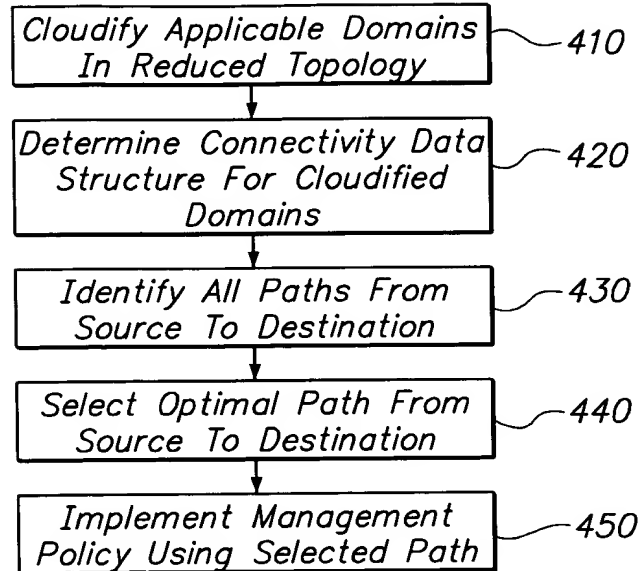 Cloudify Applicable Domains
In Reduced Topology
410
Determine Connectivity Data
Structure For Cloudified
Domains
420
Identify All Paths From
Source To Destination
430
Select Optimal Path From
Source To Destination
440
Implement Management
Policy Using Selected Path
450